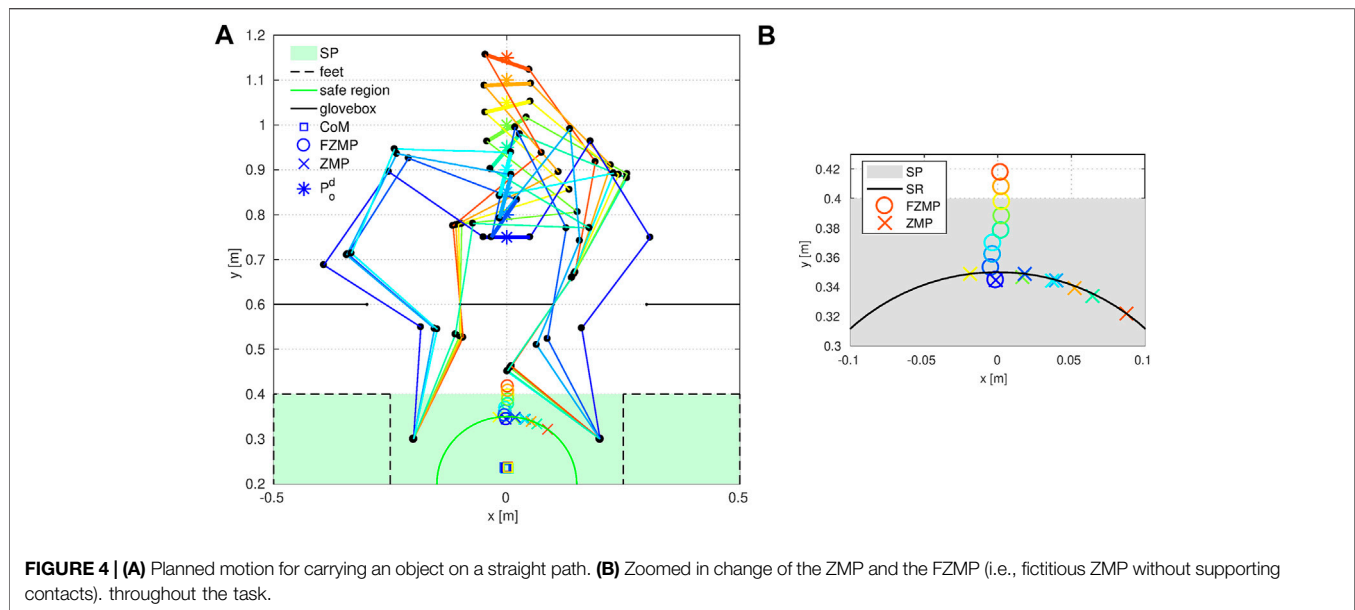 A
1.2
1.1
1
0.9
0.8
0.7
0.6
0.5
0.4
0.3
0.2
y [m]
-0.5
0
0.5
x [m]
SP
feet
safe region
glovebox
CoM
FZMP
ZMP
P_o^d
B
0.42
0.4
0.38
0.36
0.34
0.32
0.3
y [m]
-0.1
-0.05
0
0.05
0.1
x [m]
SP
SR
FZMP
ZMP
FIGURE 4 | (A) Planned motion for carrying an object on a straight path. (B) Zoomed in change of the ZMP and the FZMP (i.e., fictitious ZMP without supporting
contacts). throughout the task.